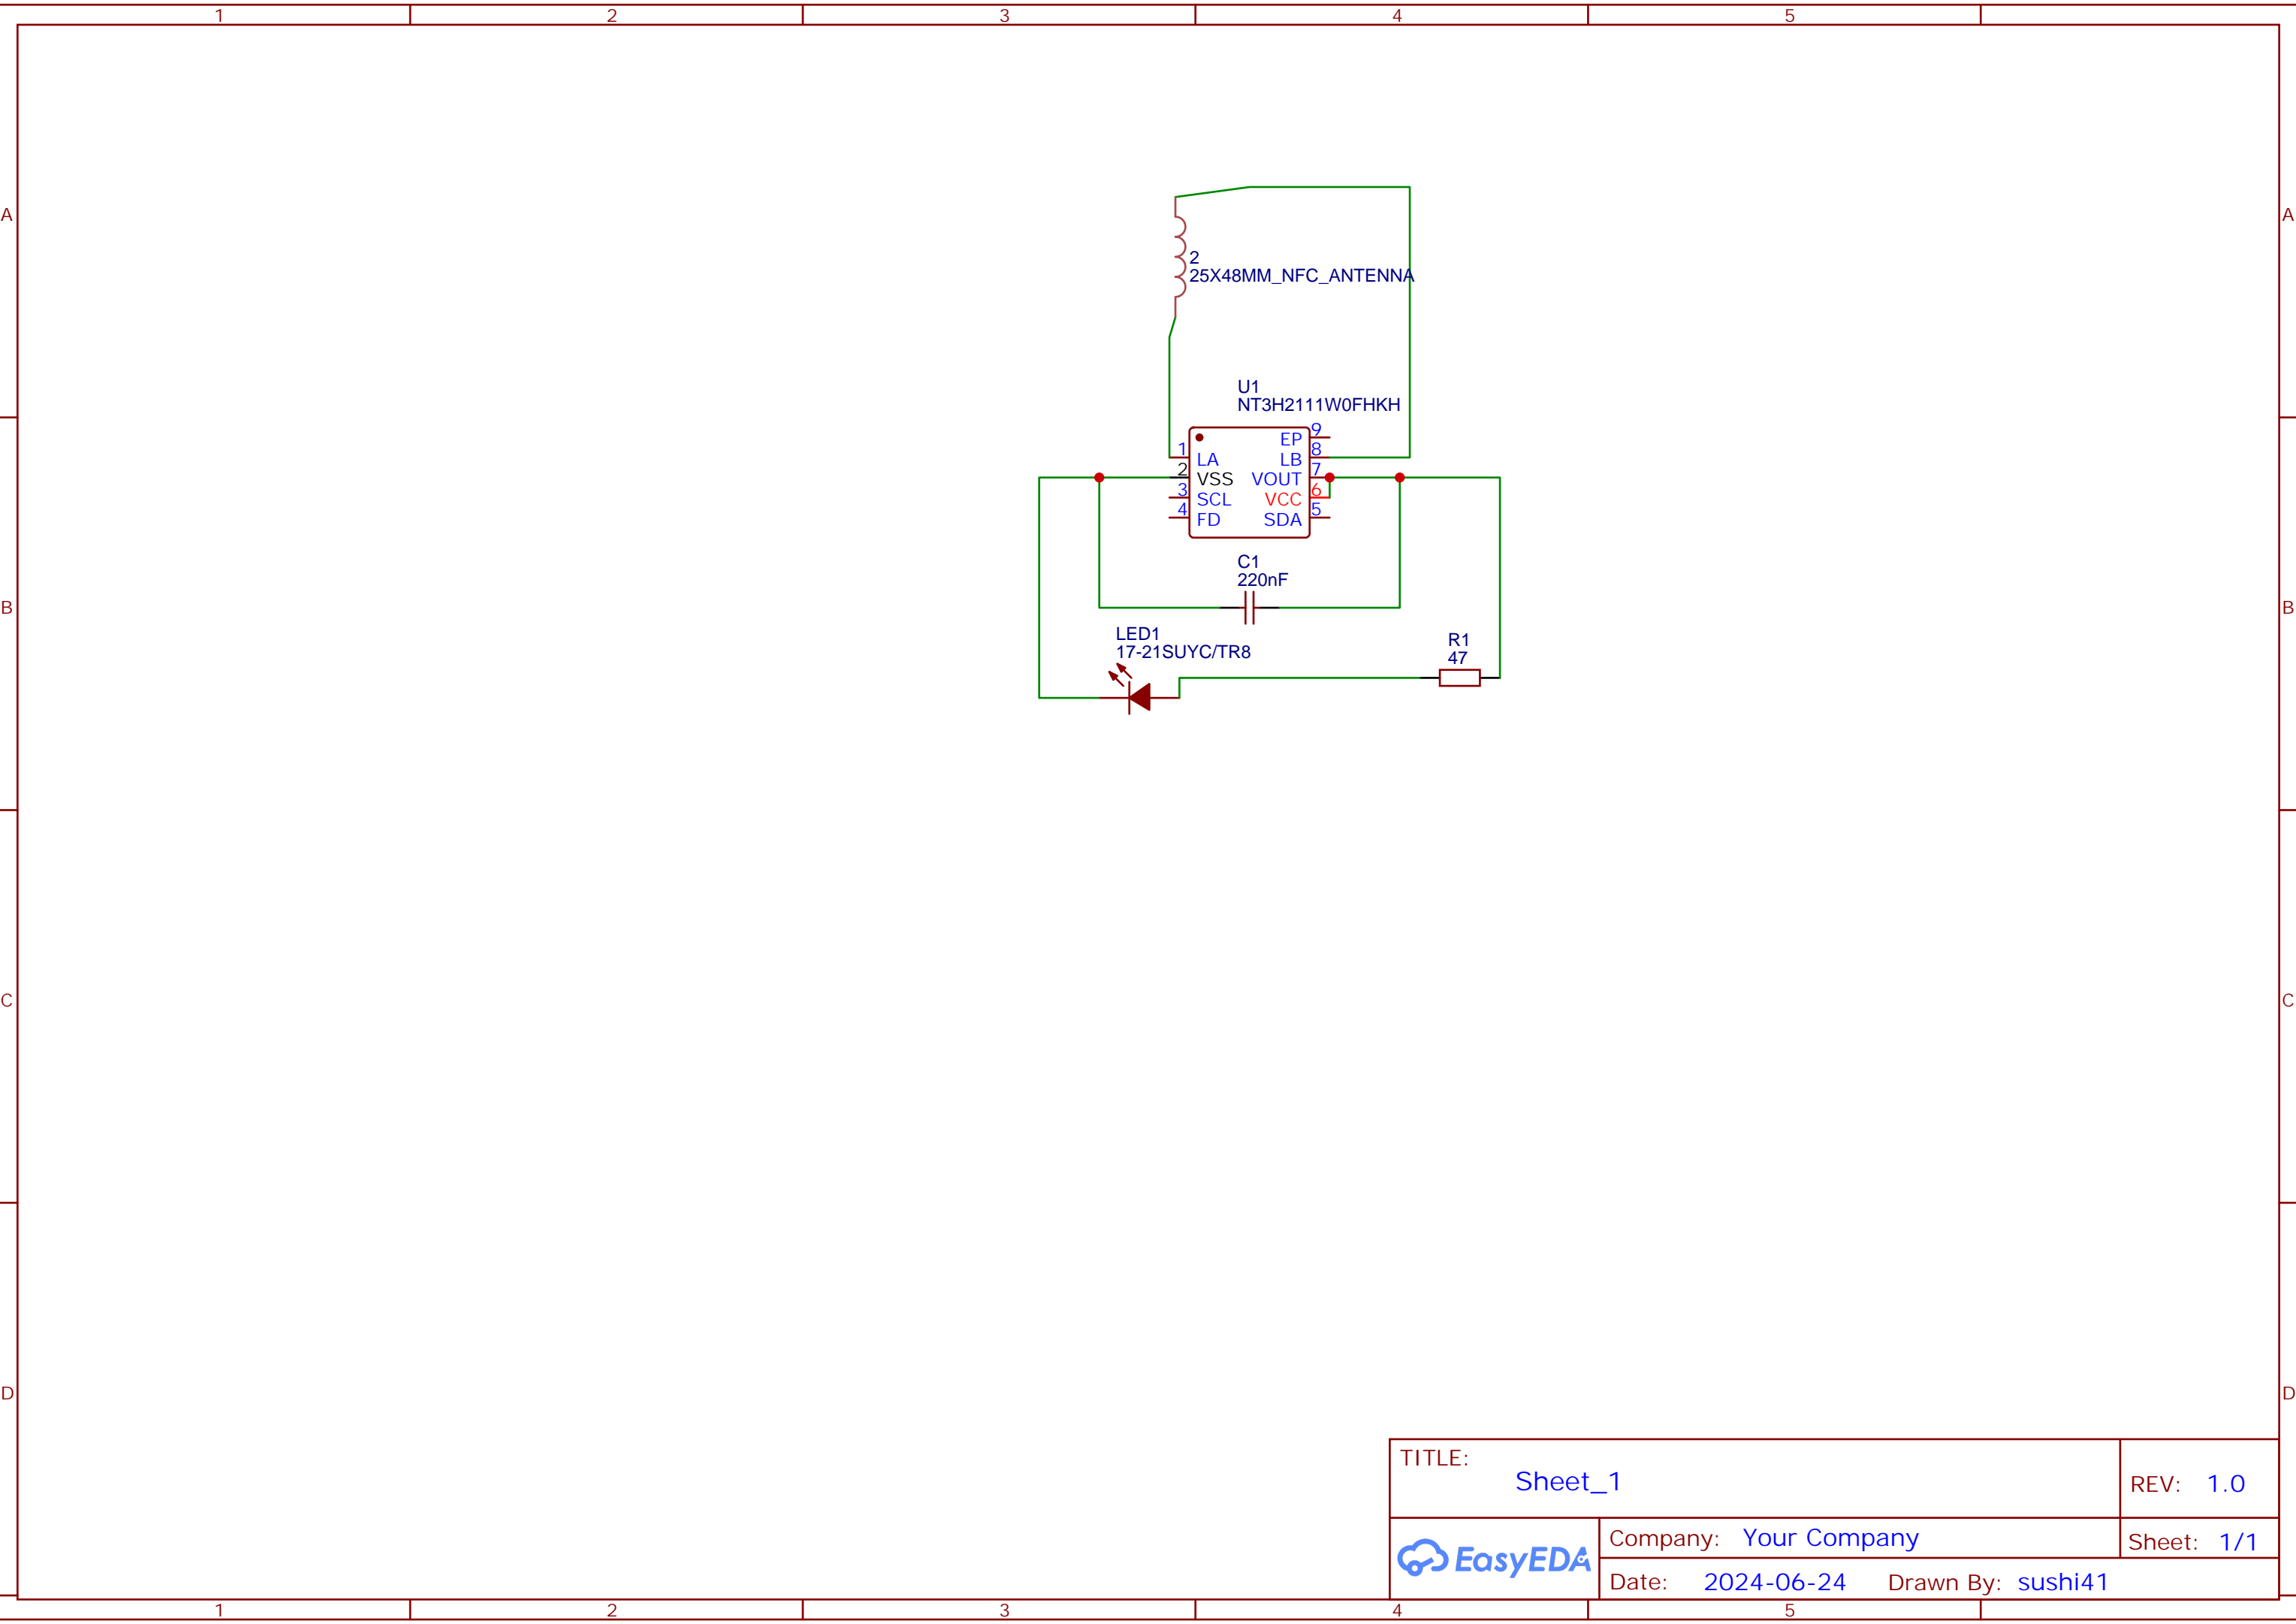 1 2 3 4 5
A A
2
25X48MM_NFC_ANTENNA
U1
NT3H2111W0FHKH
EP 9
1 LA LB 8
2 VSS VOUT 7
3 SCL VCC 6
4 FD SDA 5
C1
220nF
B B
LED1
17-21SUYC/TR8
R1
47
C C
D D
TITLE:
Sheet_1
REV: 1.0
EasyEDA
Company: Your Company
Sheet: 1/1
Date: 2024-06-24 Drawn By: sushi41
1 2 3 4 5